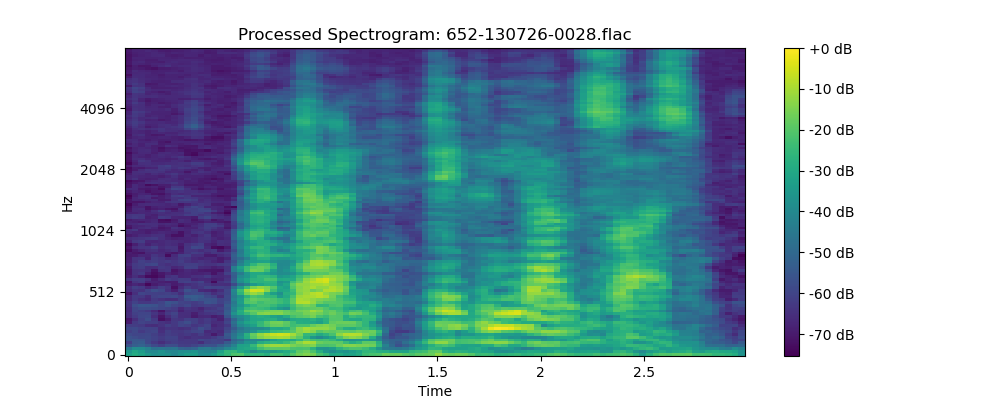 Processed Spectrogram: 652-130726-0028.flac
Hz
4096
2048
1024
512
0
0 0.5 1 1.5 2 2.5
Time
+0 dB
-10 dB
-20 dB
-30 dB
-40 dB
-50 dB
-60 dB
-70 dB